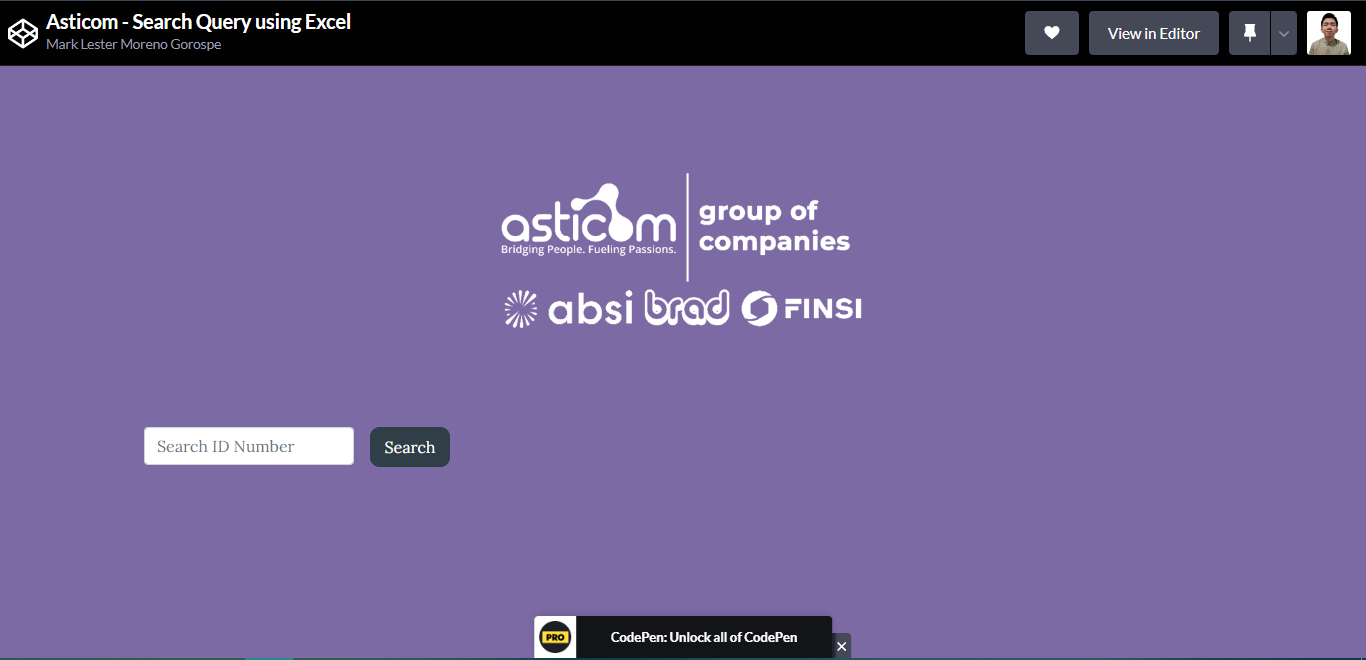 Asticom - Search Query using Excel
Mark Lester Moreno Gorospe
View in Editor
asticom
Bridging People. Fueling Passions.
group of
companies
absi brad FINSI
Search ID Number
Search
PRO
CodePen: Unlock all of CodePen